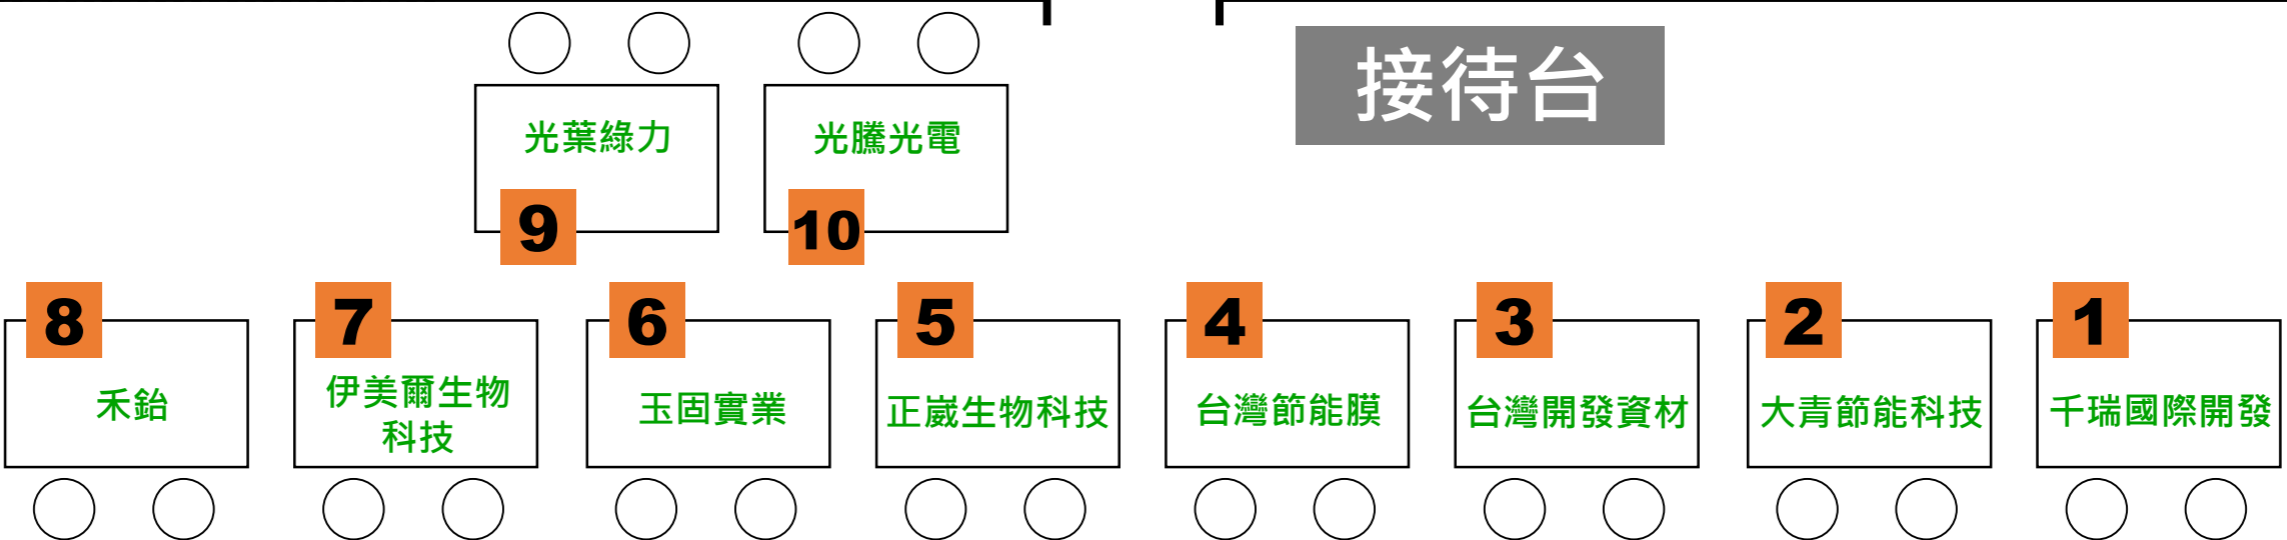 接待台
光葉綠力
光騰光電
9
10
8
7
6
5
4
3
2
1
禾鈶
伊美爾生物
科技
玉固實業
正崴生物科技
台灣節能膜
台灣開發資材
大青節能科技
千瑞國際開發